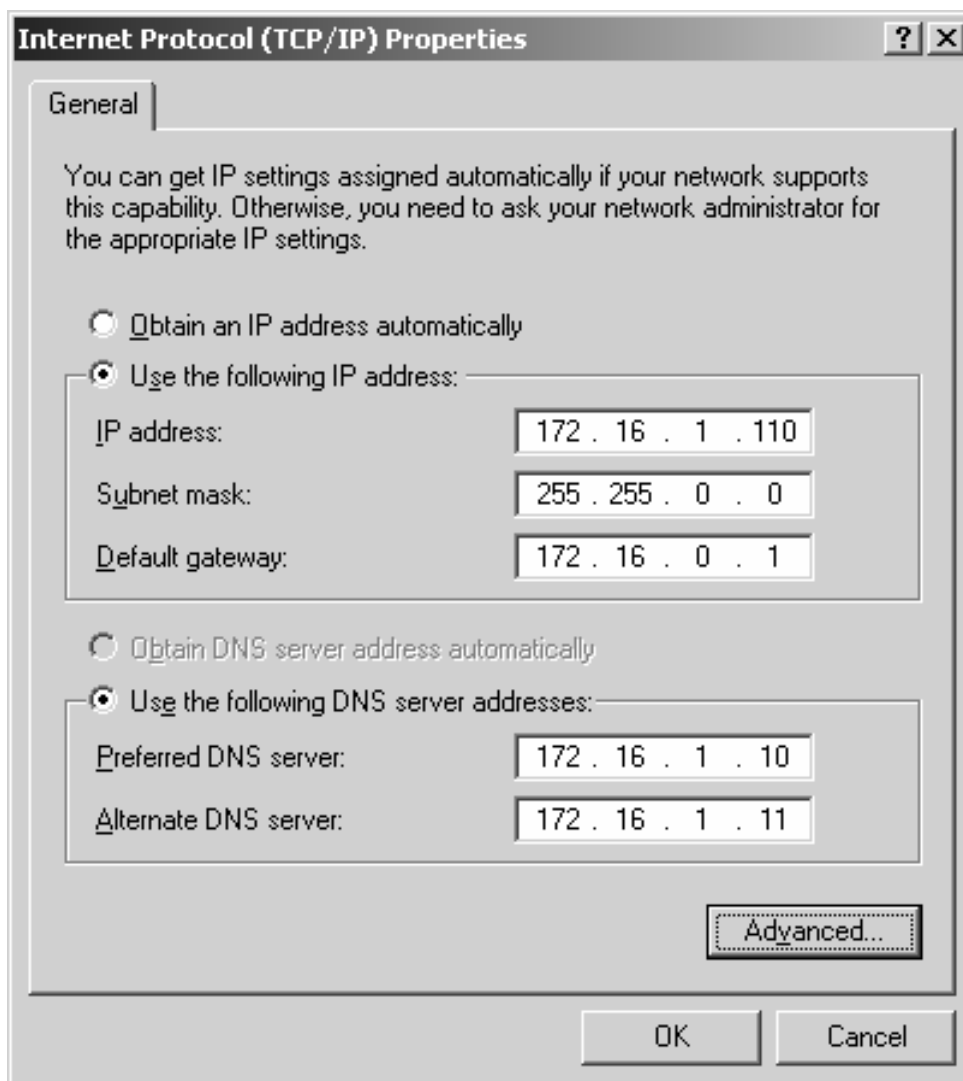 Internet Protocol (TCP/IP) Properties
General
You can get IP settings assigned automatically if your network supports
this capability. Otherwise, you need to ask your network administrator for
the appropriate IP settings.
Obtain an IP address automatically
Use the following IP address:
IP address: 172 . 16 . 1 . 110
Subnet mask: 255 . 255 . 0 . 0
Default gateway: 172 . 16 . 0 . 1
Obtain DNS server address automatically
Use the following DNS server addresses:
Preferred DNS server: 172 . 16 . 1 . 10
Alternate DNS server: 172 . 16 . 1 . 11
Advanced...
OK Cancel